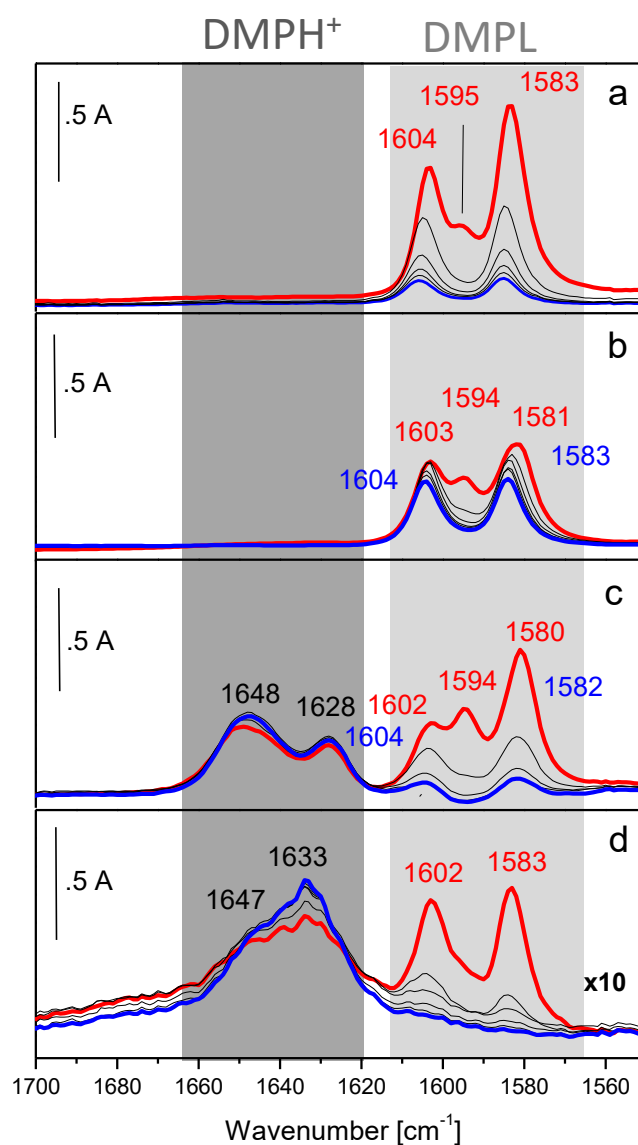 DMPH⁺ DMPL
a
.5 A
1604 1595 1583
b
.5 A
1604 1603 1594 1581 1583
c
.5 A
1648 1628 1604 1602 1594 1580 1582
d
.5 A
1647 1633 1602 1583
x10
1700 1680 1660 1640 1620 1600 1580 1560
Wavenumber [cm⁻¹]